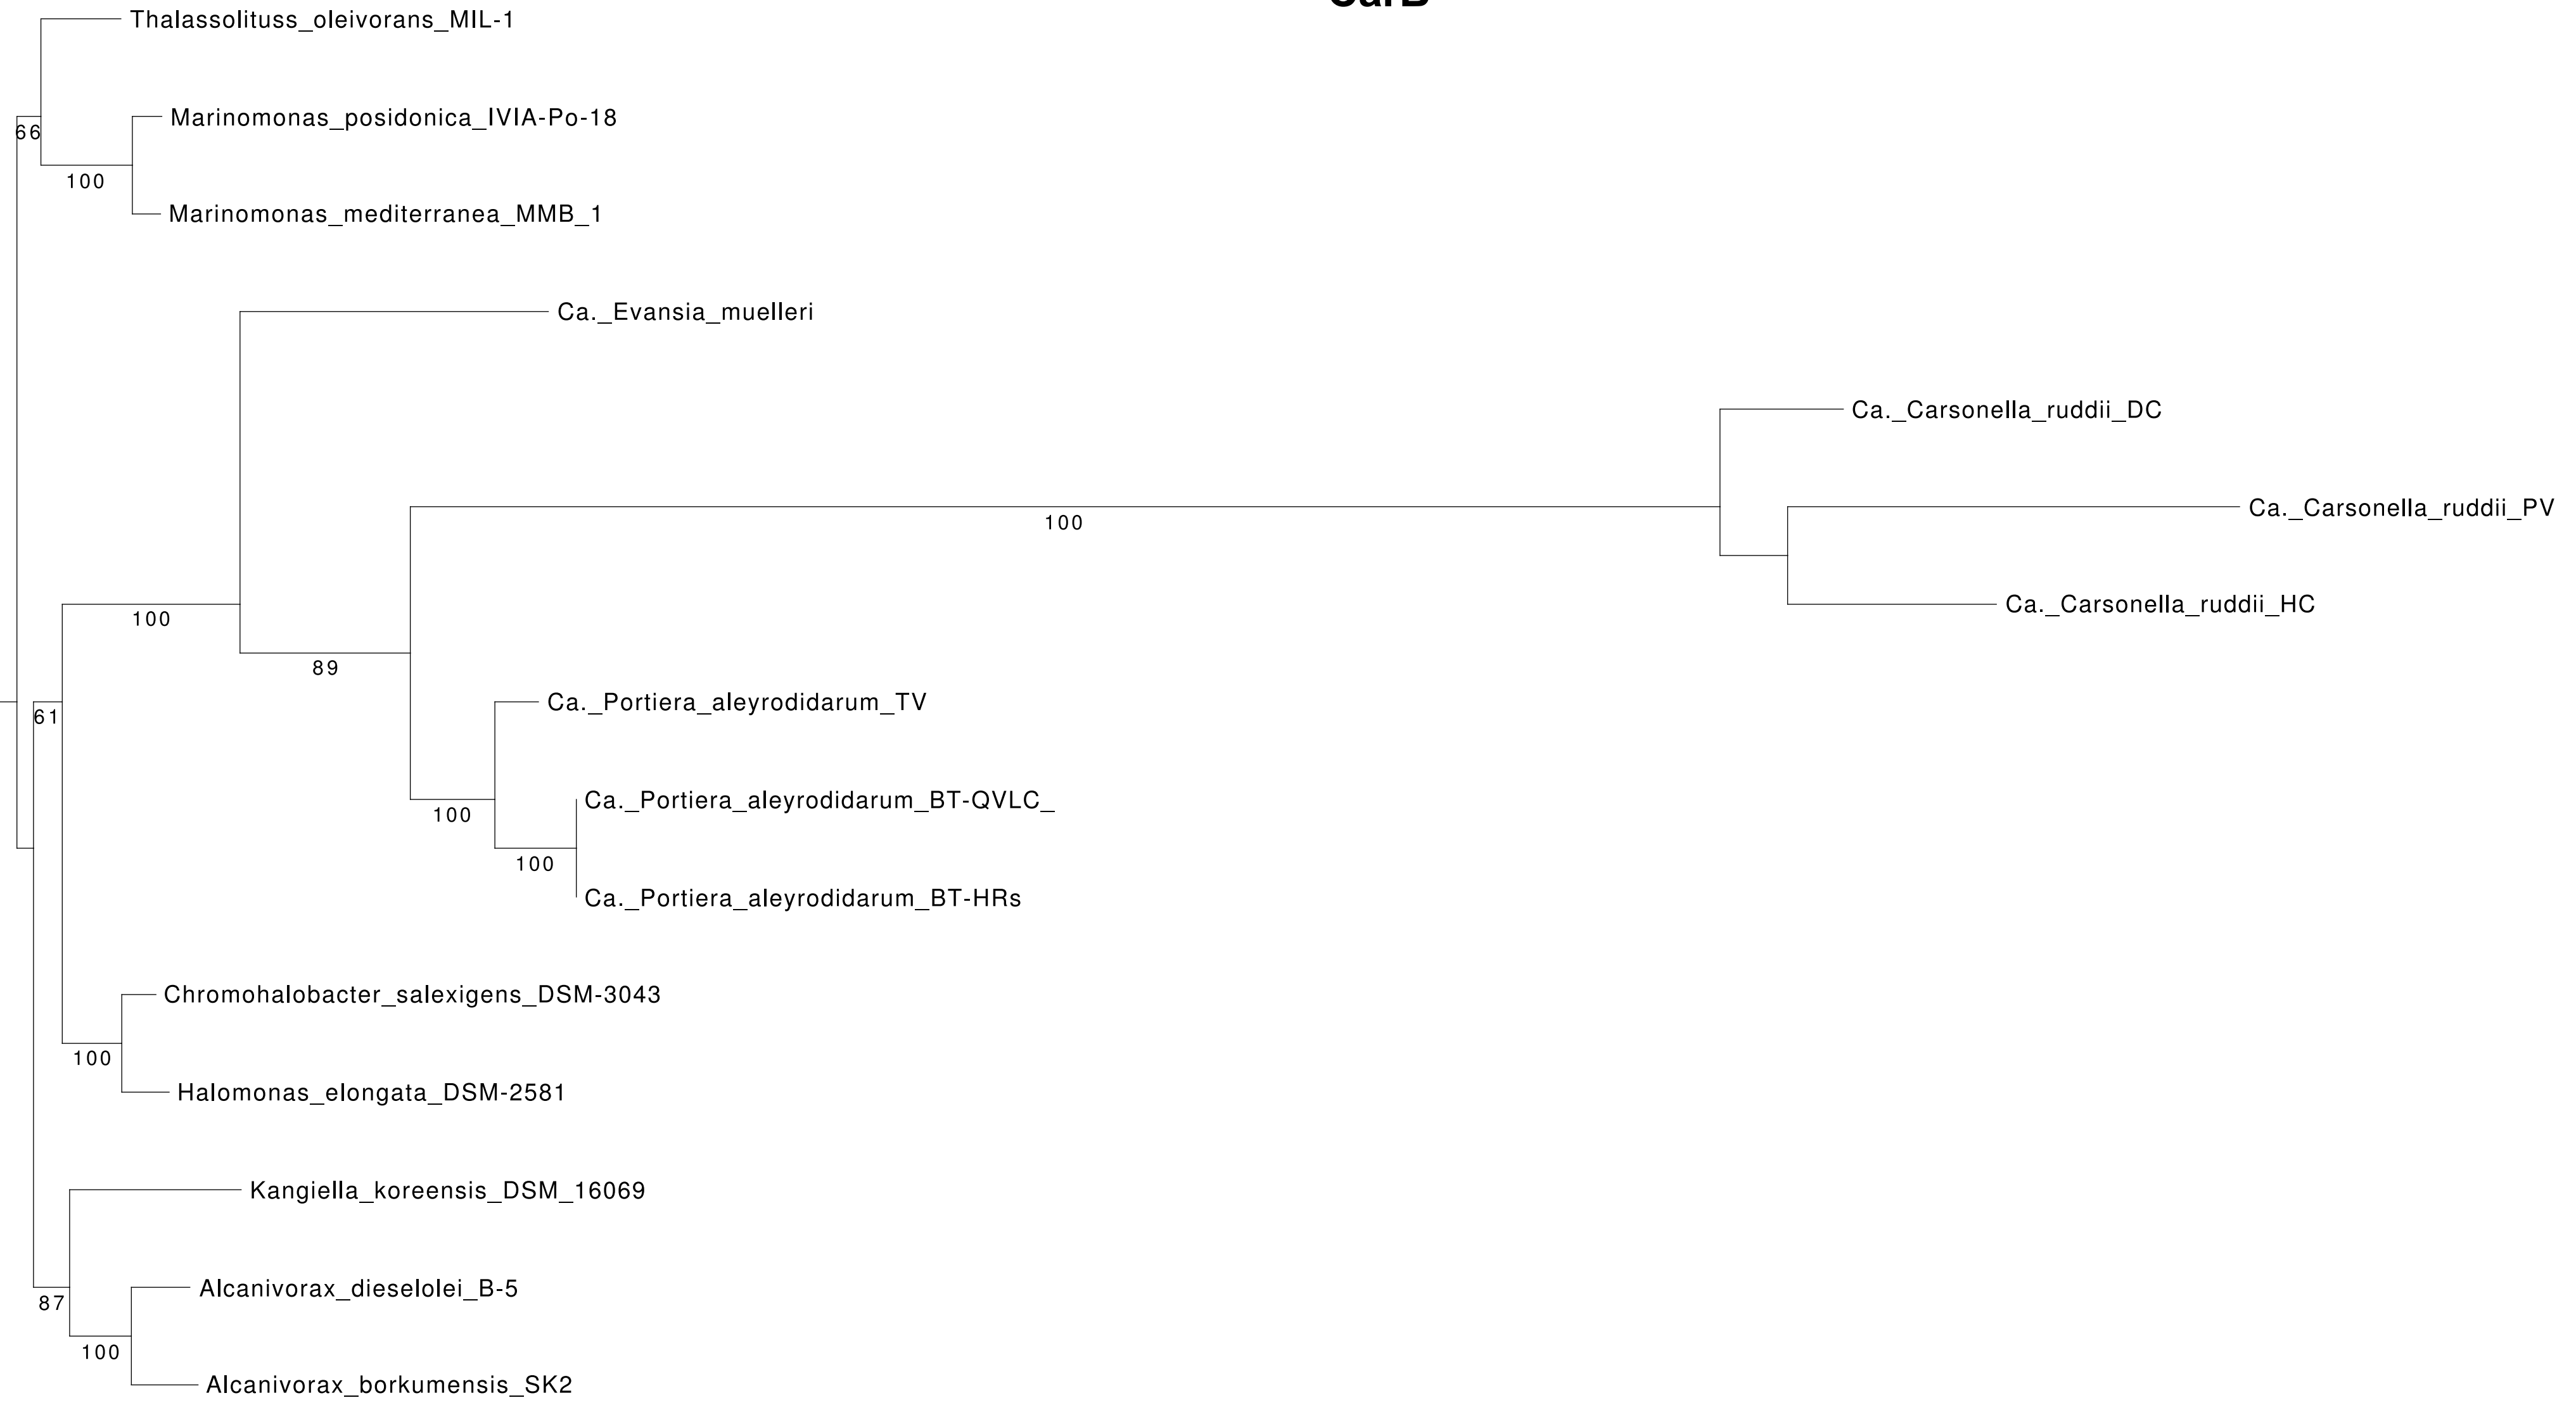 CarB
Thalassolituss_oleivorans_MIL-1
Marinomonas_posidonica_IVIA-Po-18
66
100
Marinomonas_mediterranea_MMB_1
Ca._Evansia_muelleri
Ca._Carsonella_ruddii_DC
Ca._Carsonella_ruddii_PV
100
Ca._Carsonella_ruddii_HC
100
89
Ca._Portiera_aleyrodidarum_TV
61
Ca._Portiera_aleyrodidarum_BT-QVLC_
100
100
Ca._Portiera_aleyrodidarum_BT-HRs
Chromohalobacter_salexigens_DSM-3043
100
Halomonas_elongata_DSM-2581
Kangiella_koreensis_DSM_16069
Alcanivorax_dieselolei_B-5
87
100
Alcanivorax_borkumensis_SK2